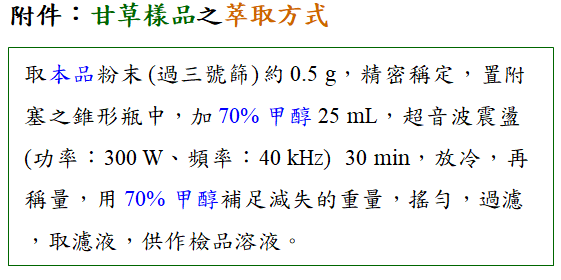 附件：甘草樣品之萃取方式
取本品粉末 (過三號篩) 約 0.5 g，精密稱定，置附
塞之錐形瓶中，加 70% 甲醇 25 mL，超音波震盪
(功率：300 W、頻率：40 kHz) 30 min，放冷，再
稱量，用 70% 甲醇補足減失的重量，搖勻，過濾
，取濾液，供作檢品溶液。